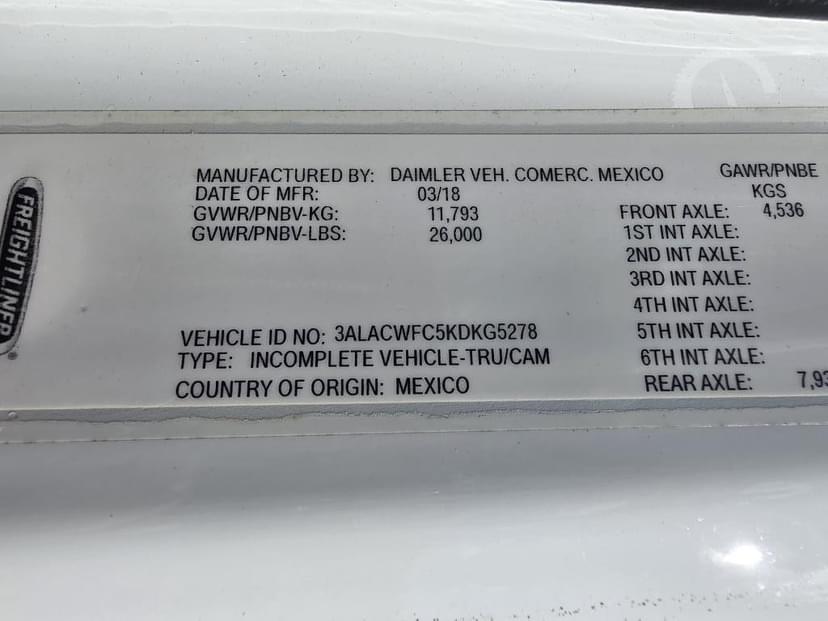 FREIGHTLINER
MANUFACTURED BY: DAIMLER VEH. COMERC. MEXICO
DATE OF MFR: 03/18
GVWR/PNBV-KG: 11,793
GVWR/PNBV-LBS: 26,000
VEHICLE ID NO: 3ALACWFC5KDKG5278
TYPE: INCOMPLETE VEHICLE-TRU/CAM
COUNTRY OF ORIGIN: MEXICO
GAWR/PNBE
KGS
FRONT AXLE: 4,536
1ST INT AXLE:
2ND INT AXLE:
3RD INT AXLE:
4TH INT AXLE:
5TH INT AXLE:
6TH INT AXLE:
REAR AXLE: 7,93